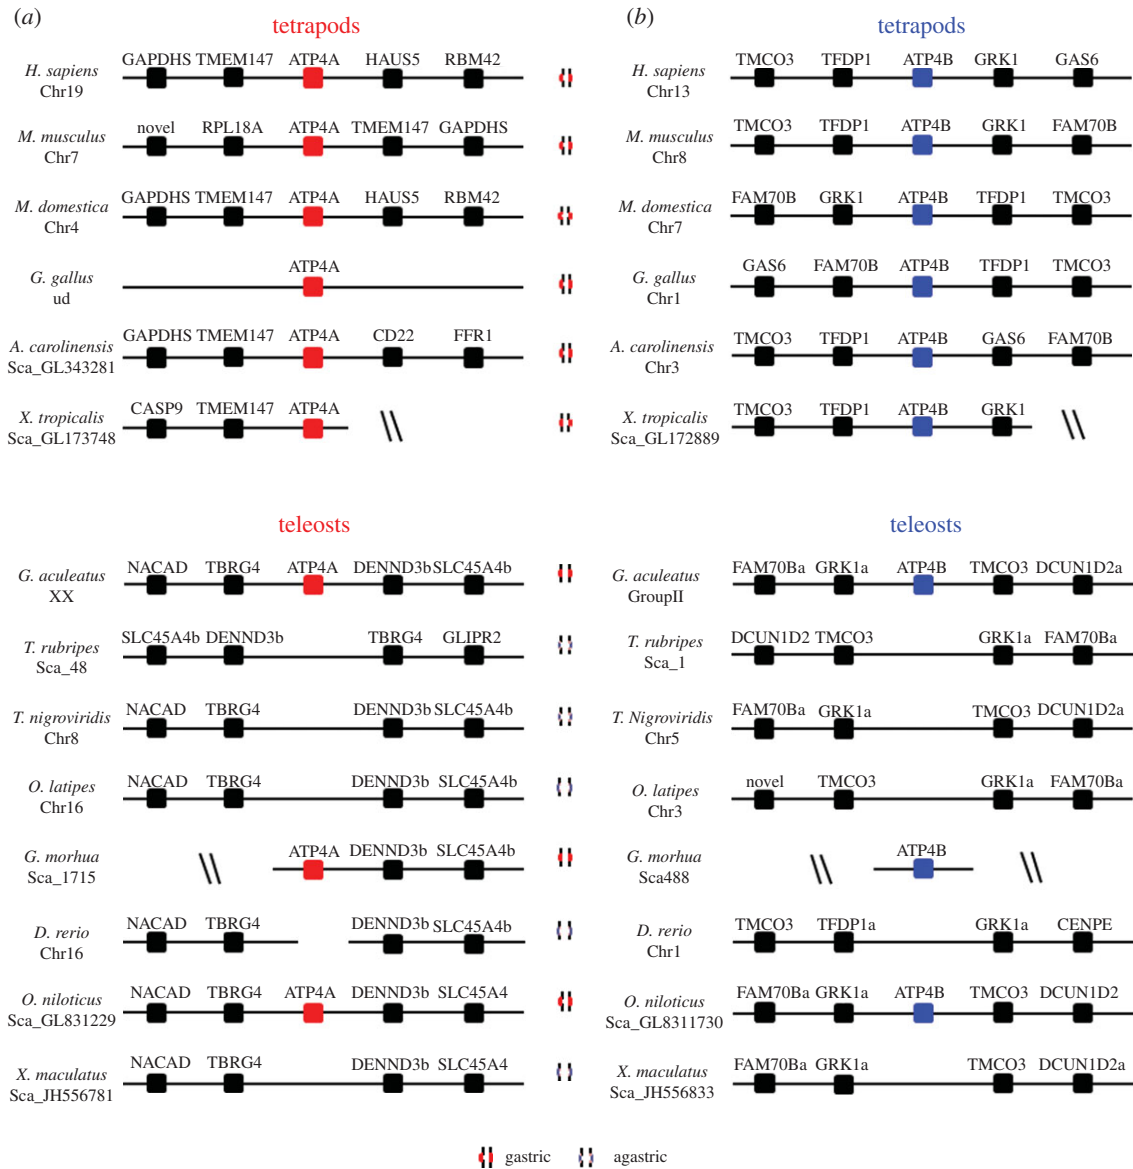 (a)
tetrapods
GAPDHS TMEM147 ATP4A HAUS5 RBM42
H. sapiens
Chr19
novel RPL18A ATP4A TMEM147 GAPDHS
M. musculus
Chr7
GAPDHS TMEM147 ATP4A HAUS5 RBM42
M. domestica
Chr4
ATP4A
G. gallus
ud
GAPDHS TMEM147 ATP4A CD22 FFR1
A. carolinensis
Sca_GL343281
CASP9 TMEM147 ATP4A
X. tropicalis
Sca_GL173748
teleosts
NACAD TBRG4 ATP4A DENND3b SLC45A4b
G. aculeatus
XX
SLC45A4b DENND3b TBRG4 GLIPR2
T. rubripes
Sca_48
NACAD TBRG4 DENND3b SLC45A4b
T. nigroviridis
Chr8
NACAD TBRG4 DENND3b SLC45A4b
O. latipes
Chr16
ATP4A DENND3b SLC45A4b
G. morhua
Sca_1715
NACAD TBRG4 DENND3b SLC45A4b
D. rerio
Chr16
NACAD TBRG4 ATP4A DENND3b SLC45A4
O. niloticus
Sca_GL831229
NACAD TBRG4 DENND3b SLC45A4
X. maculatus
Sca_JH556781
(b)
tetrapods
TMCO3 TFDP1 ATP4B GRK1 GAS6
H. sapiens
Chr13
TMCO3 TFDP1 ATP4B GRK1 FAM70B
M. musculus
Chr8
FAM70B GRK1 ATP4B TFDP1 TMCO3
M. domestica
Chr7
GAS6 FAM70B ATP4B TFDP1 TMCO3
G. gallus
Chr1
TMCO3 TFDP1 ATP4B GAS6 FAM70B
A. carolinensis
Chr3
TMCO3 TFDP1 ATP4B GRK1
X. tropicalis
Sca_GL172889
teleosts
FAM70Ba GRK1a ATP4B TMCO3 DCUN1D2a
G. aculeatus
GroupII
DCUN1D2 TMCO3 GRK1a FAM70Ba
T. rubripes
Sca_1
FAM70Ba GRK1a TMCO3 DCUN1D2a
T. Nigroviridis
Chr5
novel TMCO3 GRK1a FAM70Ba
O. latipes
Chr3
ATP4B
G. morhua
Sca488
TMCO3 TFDP1a GRK1a CENPE
D. rerio
Chr1
FAM70Ba GRK1a ATP4B TMCO3 DCUN1D2
O. niloticus
Sca_GL8311730
FAM70Ba GRK1a TMCO3 DCUN1D2a
X. maculatus
Sca_JH556833
gastric agastric